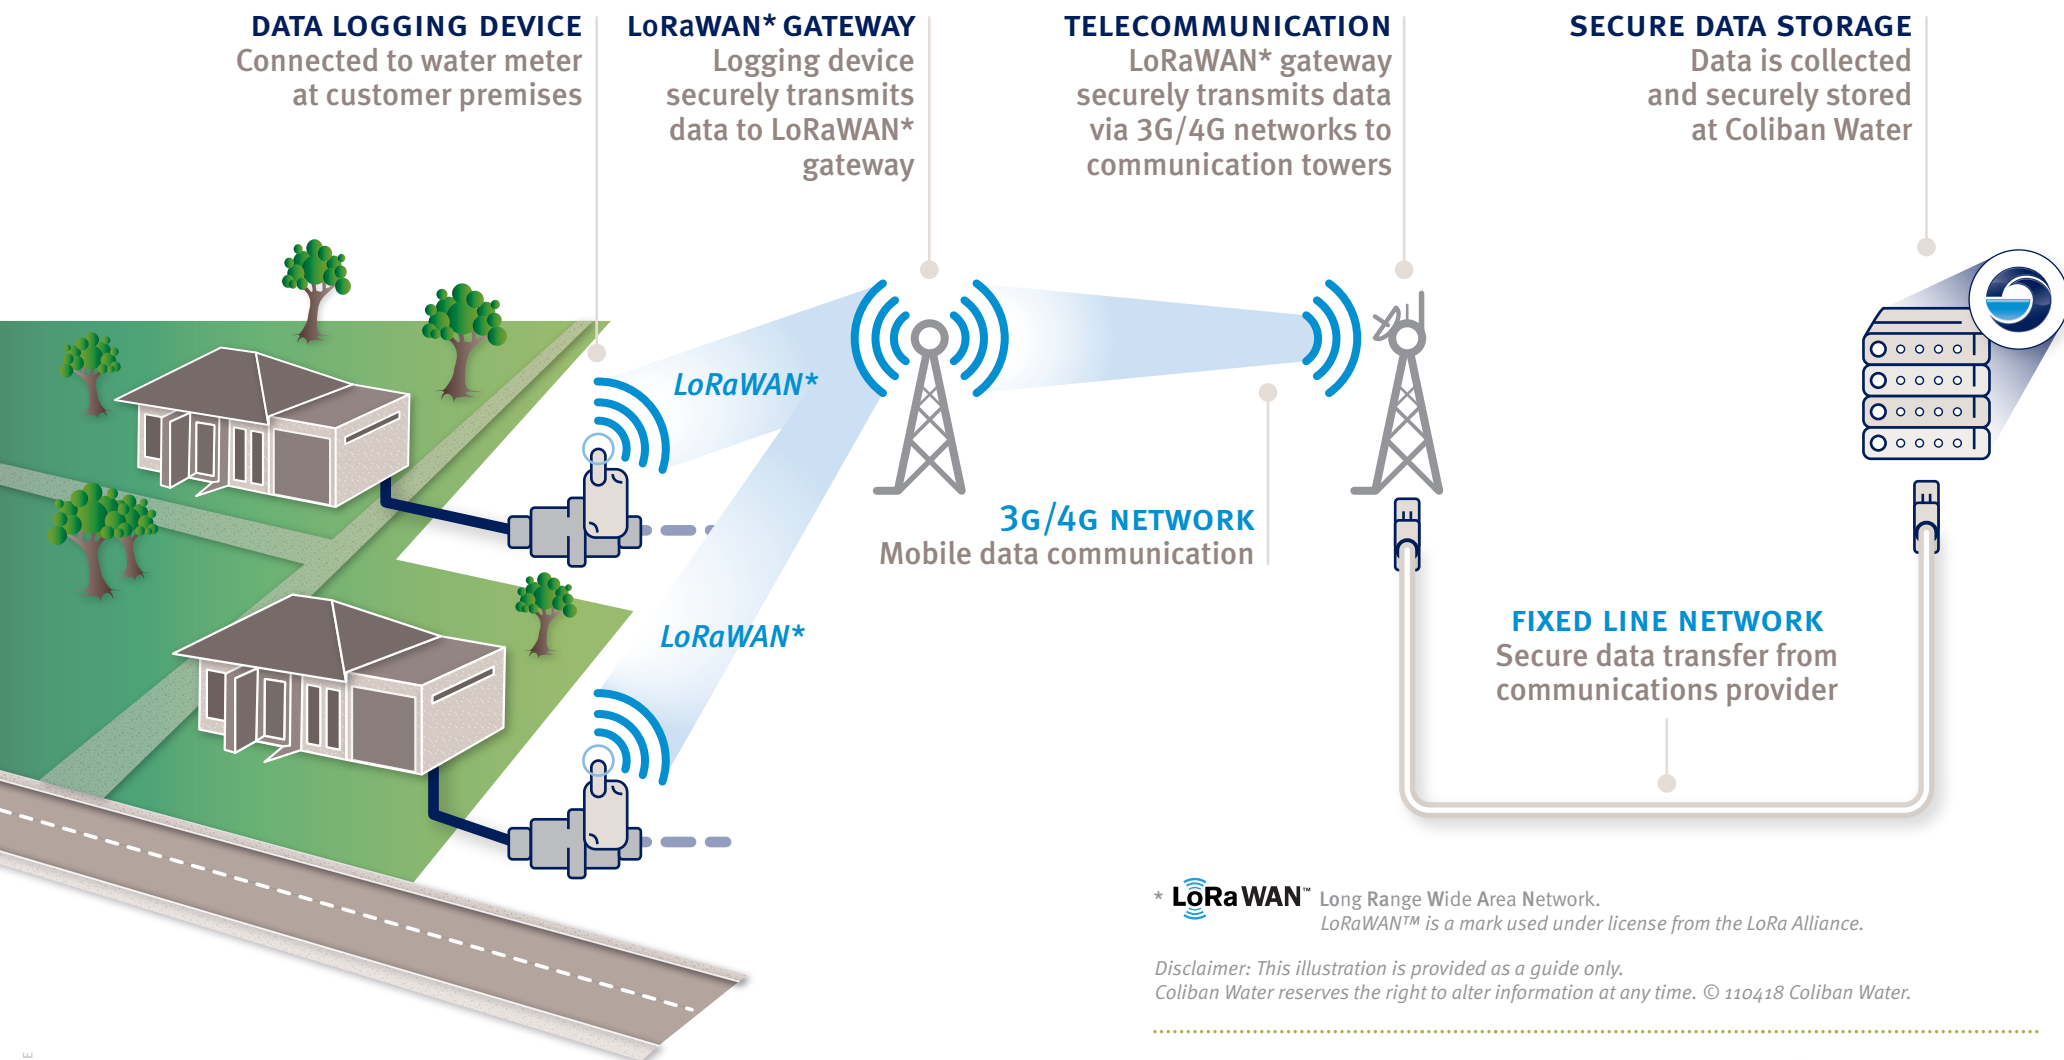 DATA LOGGING DEVICE
Connected to water meter
at customer premises
LoRaWAN* GATEWAY
Logging device
securely transmits
data to LoRaWAN*
gateway
TELECOMMUNICATION
LoRaWAN* gateway
securely transmits data
via 3G/4G networks to
communication towers
SECURE DATA STORAGE
Data is collected
and securely stored
at Coliban Water
LoRaWAN*
LoRaWAN*
3G/4G NETWORK
Mobile data communication
FIXED LINE NETWORK
Secure data transfer from
communications provider
* LoRaWAN™ Long Range Wide Area Network.
LoRaWAN™ is a mark used under license from the LoRa Alliance.
Disclaimer: This illustration is provided as a guide only.
Coliban Water reserves the right to alter information at any time. © 110418 Coliban Water.